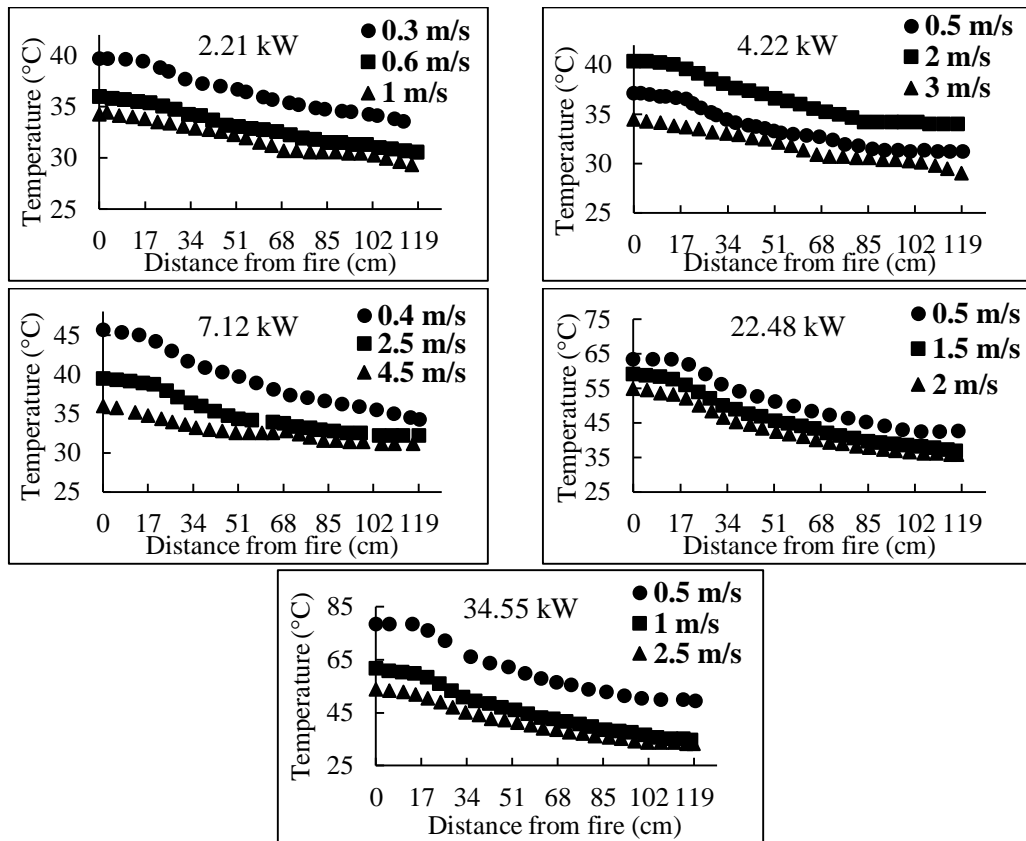 Temperature (°C)
40
35
30
25
2.21 kW
0.3 m/s
0.6 m/s
1 m/s
0 17 34 51 68 85 102 119
Distance from fire (cm)
Temperature (°C)
40
35
30
25
4.22 kW
0.5 m/s
2 m/s
3 m/s
0 17 34 51 68 85 102 119
Distance from fire (cm)
Temperature (°C)
45
40
35
30
25
7.12 kW
0.4 m/s
2.5 m/s
4.5 m/s
0 17 34 51 68 85 102 119
Distance from fire (cm)
Temperature (°C)
75
65
55
45
35
25
22.48 kW
0.5 m/s
1.5 m/s
2 m/s
0 17 34 51 68 85 102 119
Distance from fire (cm)
Temperature (°C)
85
65
45
25
34.55 kW
0.5 m/s
1 m/s
2.5 m/s
0 17 34 51 68 85 102 119
Distance from fire (cm)